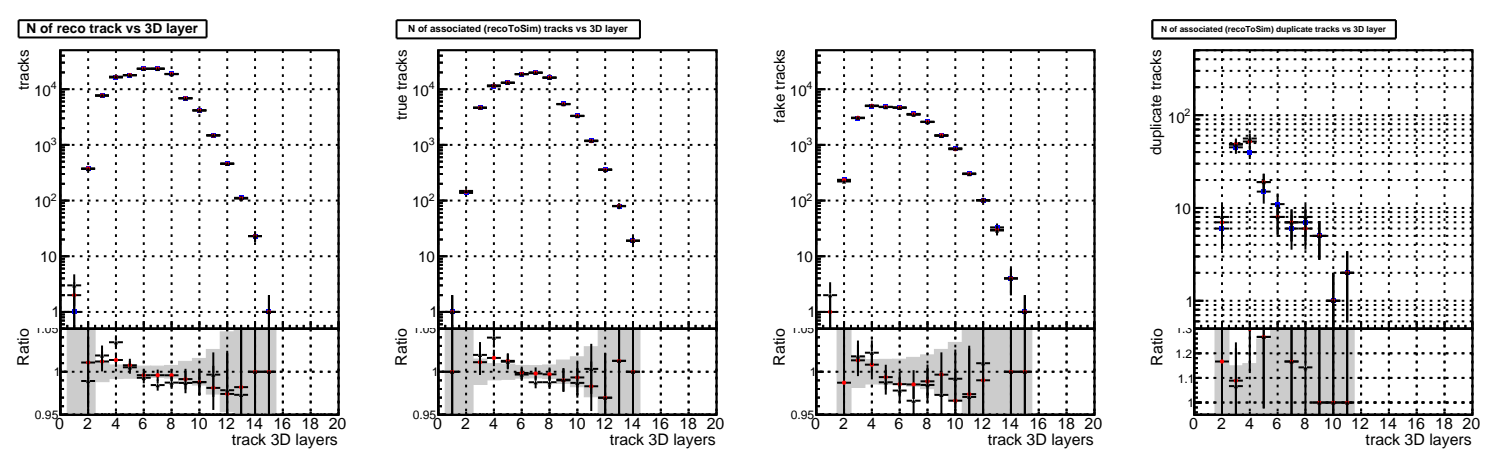 N of reco track vs 3D layer
tracks
10^4
10^3
10^2
10
1
Ratio
1.05
1
0.95
0 2 4 6 8 10 12 14 16 18 20
track 3D layers
N of associated (recoToSim) tracks vs 3D layer
true tracks
10^4
10^3
10^2
10
1
Ratio
1.05
1
0.95
0 2 4 6 8 10 12 14 16 18 20
track 3D layers
fake tracks
10^4
10^3
10^2
10
1
Ratio
1.05
1
0.95
0 2 4 6 8 10 12 14 16 18 20
track 3D layers
N of associated (recoToSim) duplicate tracks vs 3D layer
duplicate tracks
10^2
10
1
Ratio
1.3
1.2
1.1
1
0 2 4 6 8 10 12 14 16 18 20
track 3D layers